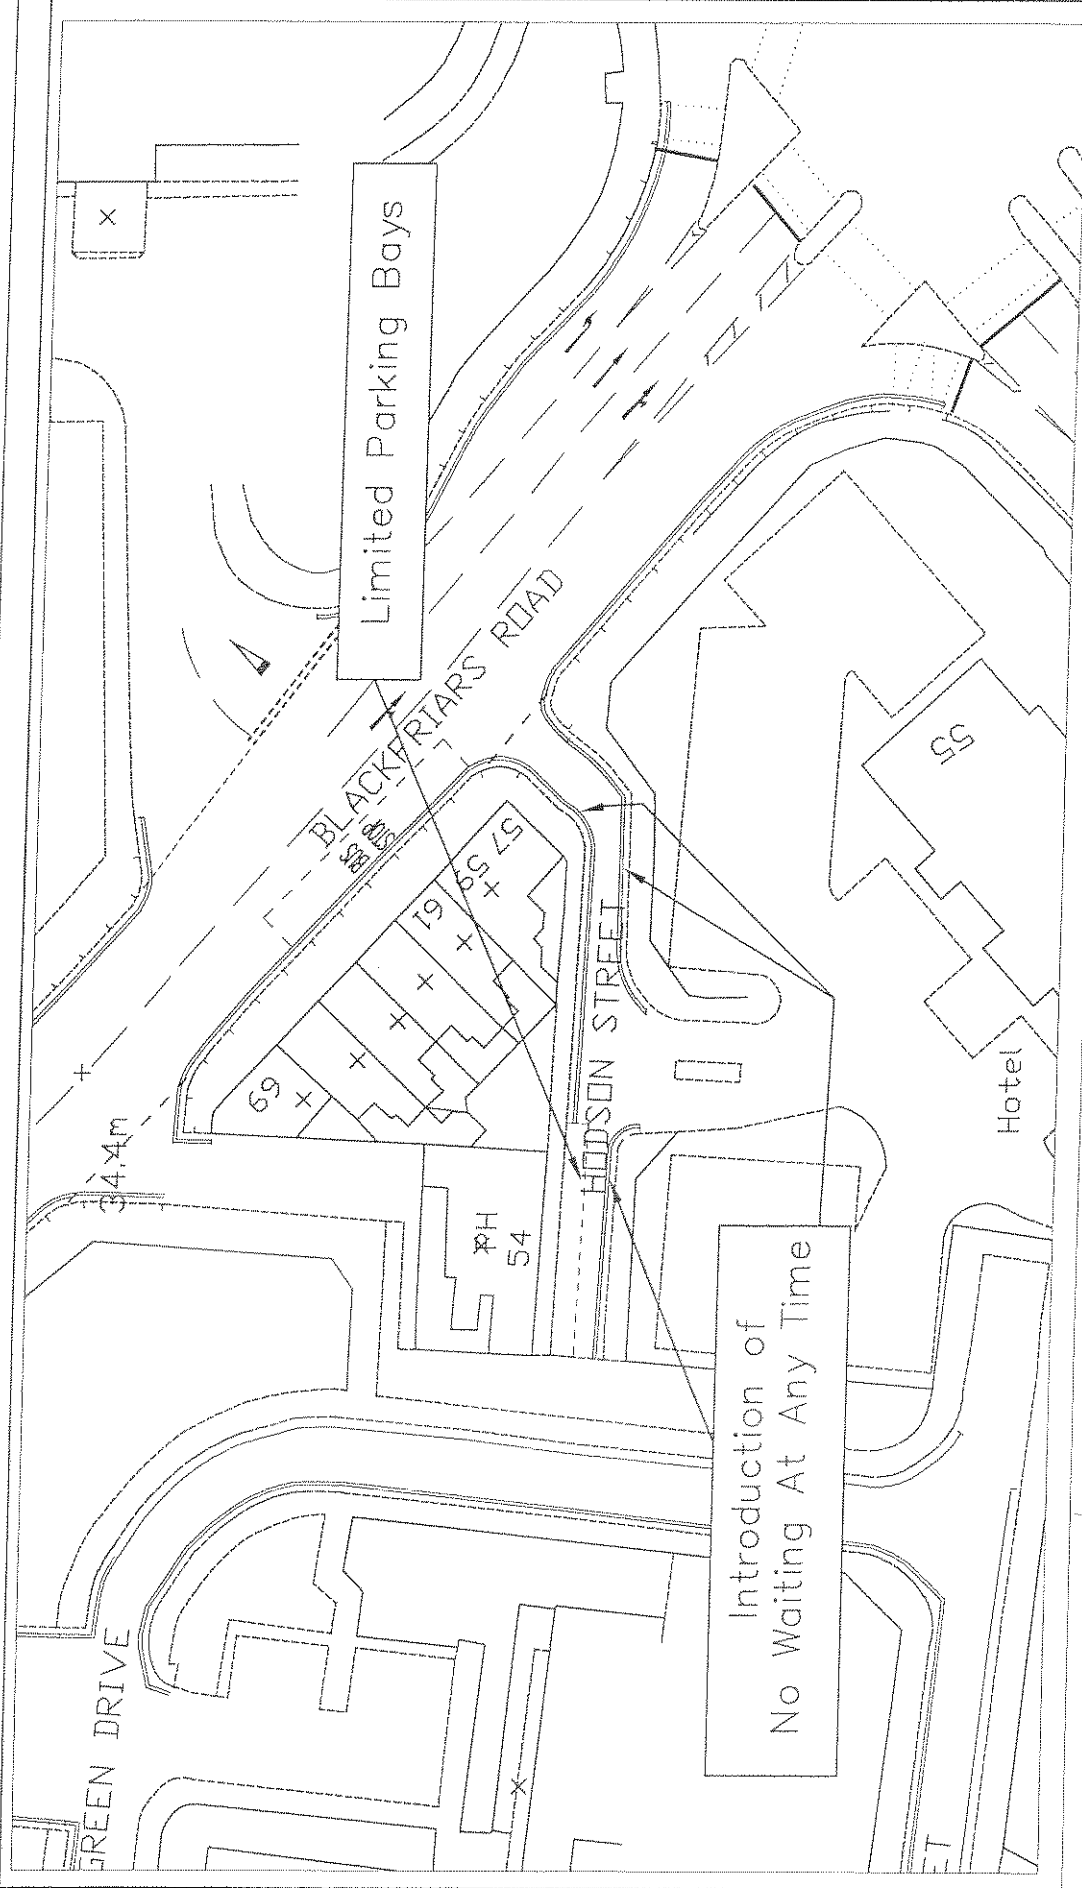 Limited Parking Bays
BLACKFRIARS ROAD
57
59
61
69
34.4m
PH
54
HODSON STREET
55
Hotel
Introduction of
No Waiting At Any Time
GREEN DRIVE
ET